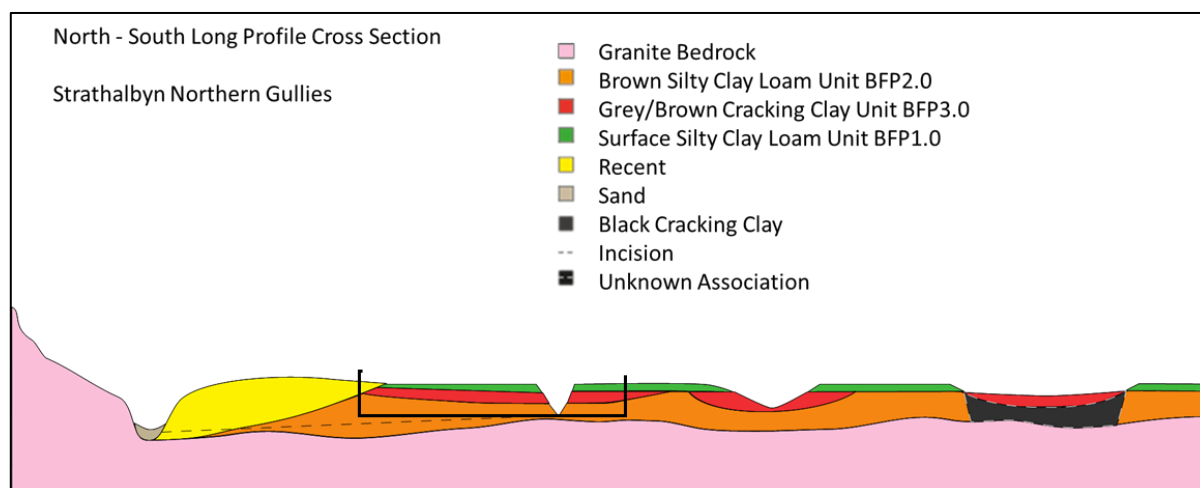 North - South Long Profile Cross Section
Strathalbyn Northern Gullies
Granite Bedrock
Brown Silty Clay Loam Unit BFP2.0
Grey/Brown Cracking Clay Unit BFP3.0
Surface Silty Clay Loam Unit BFP1.0
Recent
Sand
Black Cracking Clay
Incision
Unknown Association